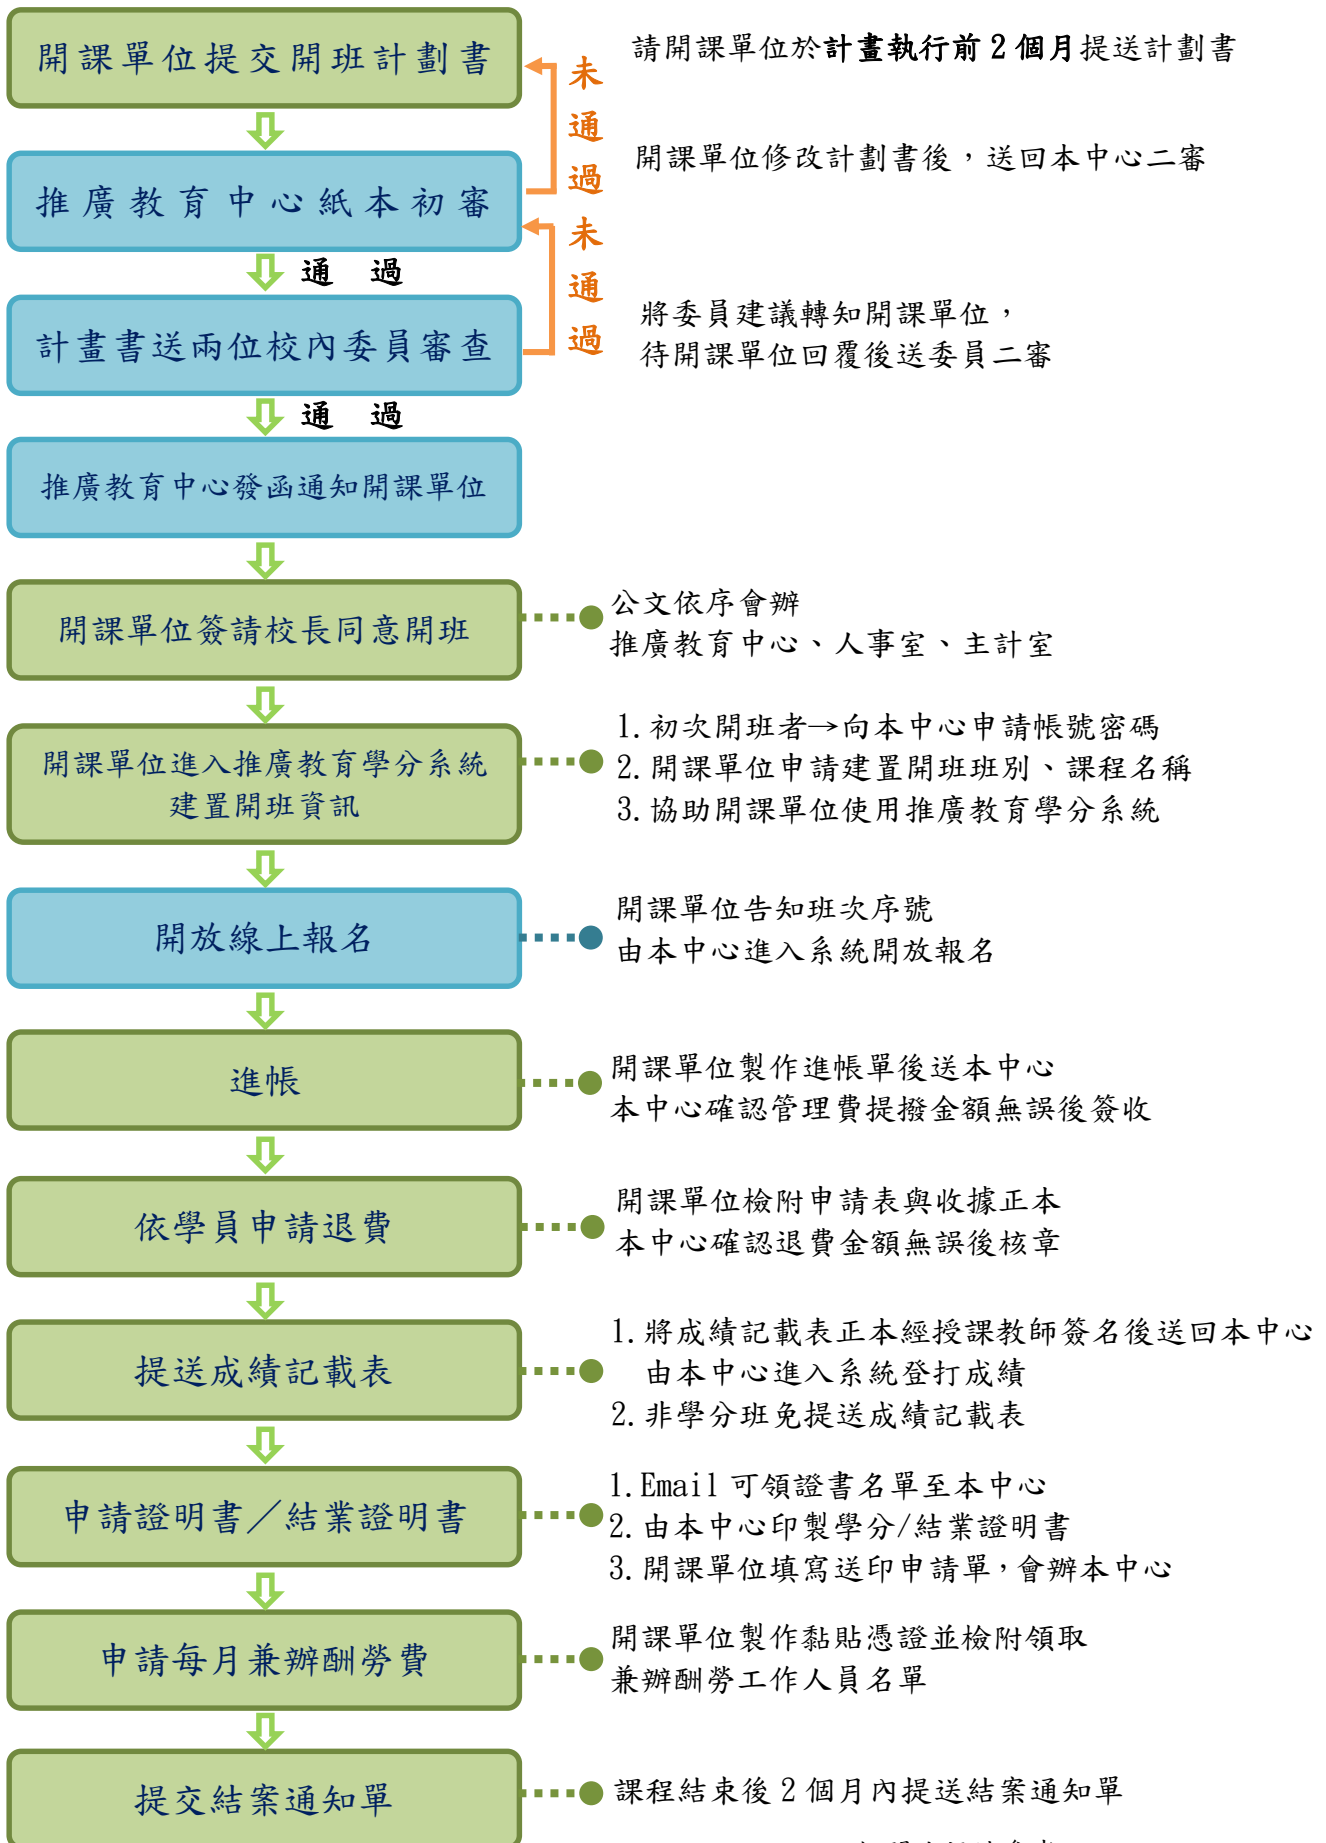 開課單位提交開班計劃書
請開課單位於計畫執行前2個月提送計劃書
未通過
開課單位修改計劃書後，送回本中心二審
推廣教育中心紙本初審
未通過
通 過
計畫書送兩位校內委員審查
將委員建議轉知開課單位，
待開課單位回覆後送委員二審
通 過
推廣教育中心發函通知開課單位
開課單位簽請校長同意開班
公文依序會辦
推廣教育中心、人事室、主計室
開課單位進入推廣教育學分系統
建置開班資訊
1.初次開班者→向本中心申請帳號密碼
2.開課單位申請建置開班班別、課程名稱
3.協助開課單位使用推廣教育學分系統
開放線上報名
開課單位告知班次序號
由本中心進入系統開放報名
進帳
開課單位製作進帳單後送本中心
本中心確認管理費提撥金額無誤後簽收
依學員申請退費
開課單位檢附申請表與收據正本
本中心確認退費金額無誤後核章
提送成績記載表
1.將成績記載表正本經授課教師簽名後送回本中心
由本中心進入系統登打成績
2.非學分班免提送成績記載表
申請證明書／結業證明書
1.Email 可領證書名單至本中心
2.由本中心印製學分/結業證明書
3.開課單位填寫送印申請單，會辦本中心
申請每月兼辦酬勞費
開課單位製作黏貼憑證並檢附領取
兼辦酬勞工作人員名單
提交結案通知單
課程結束後2個月內提送結案通知單